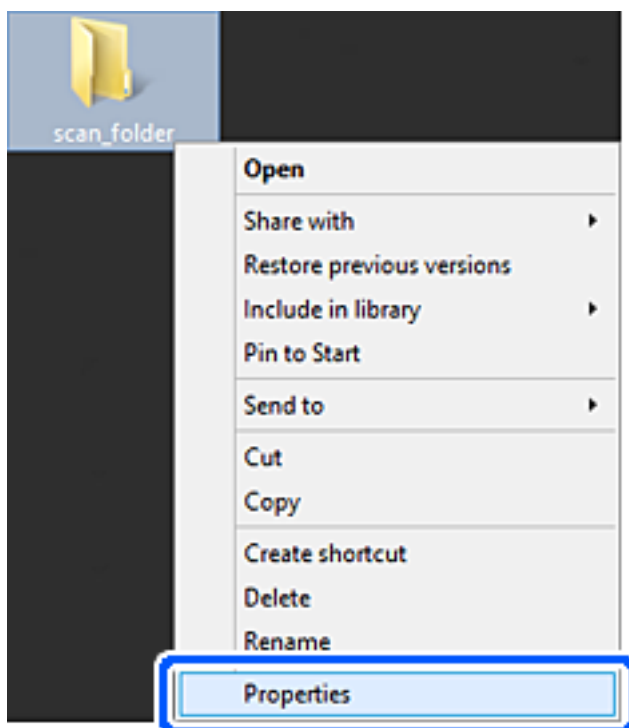 scan_folder
Open
Share with
Restore previous versions
Include in library
Pin to Start
Send to
Cut
Copy
Create shortcut
Delete
Rename
Properties